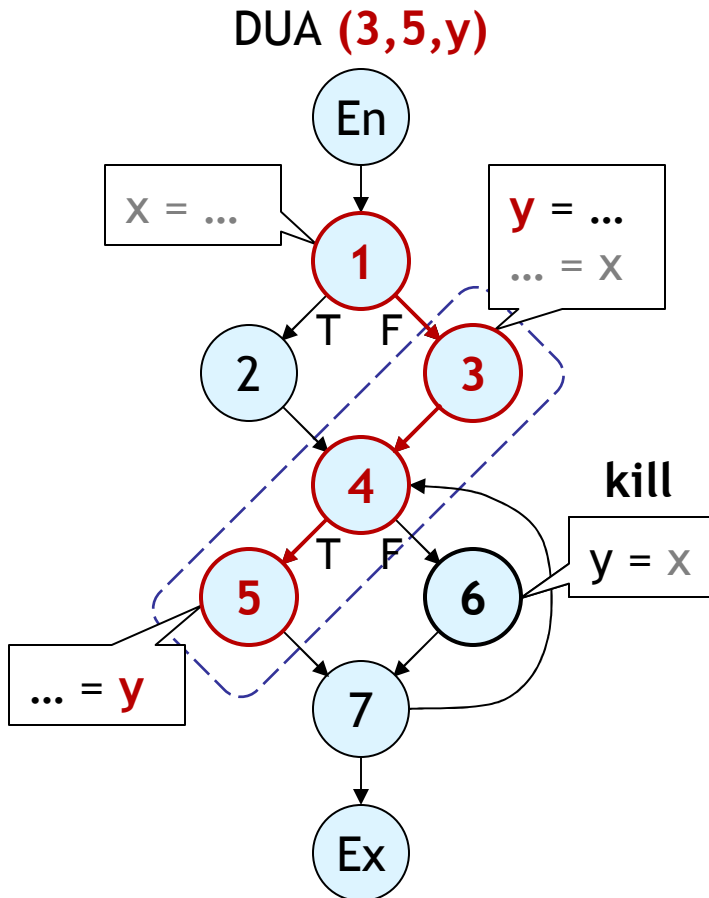 DUA (3,5,y)
En
x = ...
y = ...
... = x
1
T F
2
3
4
kill
T F
y = x
5
6
... = y
7
Ex